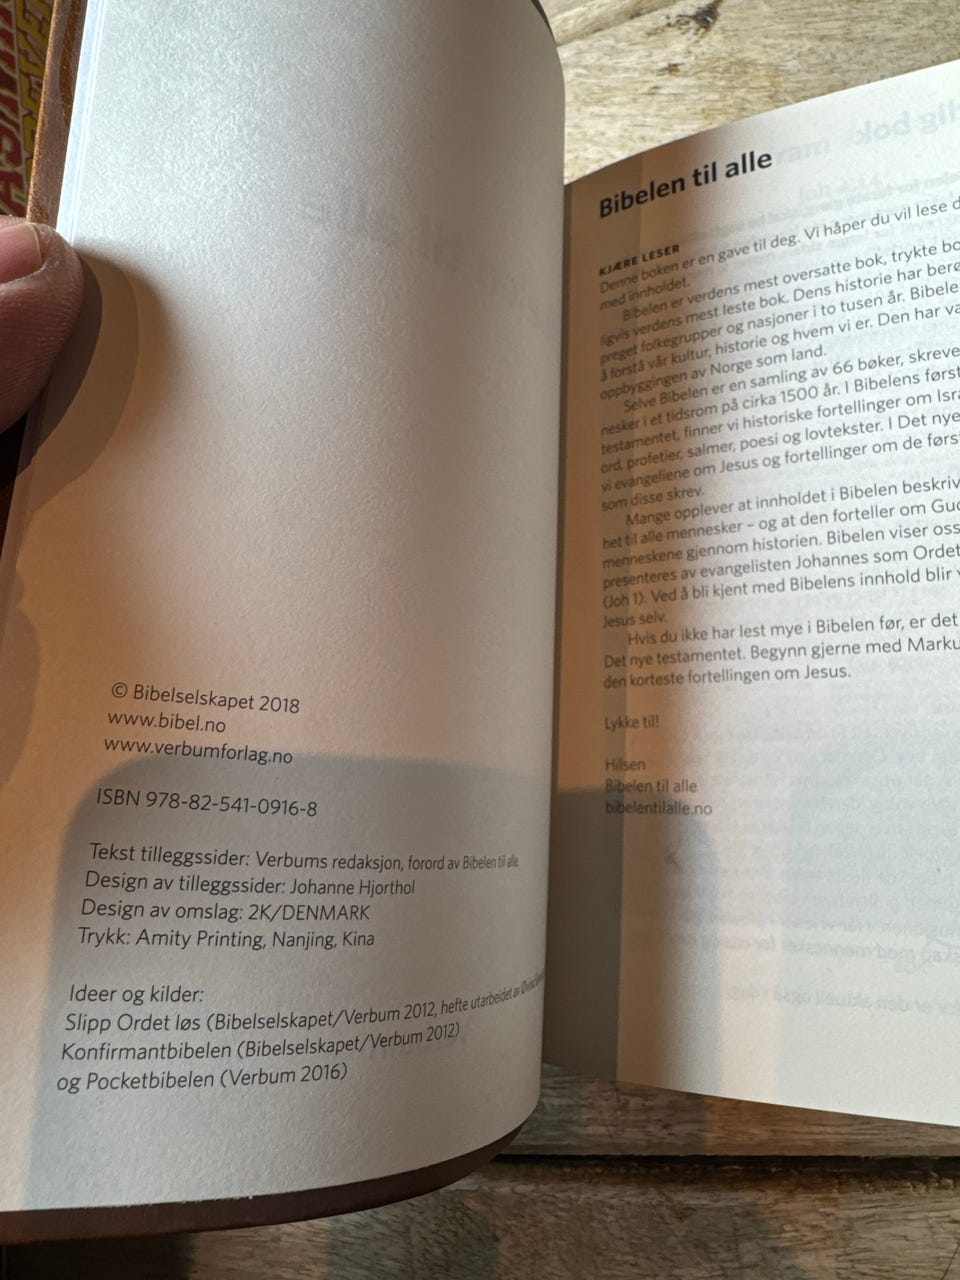 © Bibelselskapet 2018
www.bibel.no
www.verbumforlag.no
ISBN 978-82-541-0916-8
Tekst tilleggssider: Verbums redaksjon, forord av Bibelen til alle
Design av tilleggssider: Johanne Hjorthol
Design av omslag: 2K/DENMARK
Trykk: Amity Printing, Nanjing, Kina
Ideer og kilder:
Slipp Ordet løs (Bibelselskapet/Verbum 2012, hefte utarbeidet av
Konfirmantbibelen (Bibelselskapet/Verbum 2012)
og Pocketbibelen (Verbum 2016)
Bibelen til alle
KJÆRE LESER
Denne boken er en gave til deg. Vi håper du vil lese d
med innholdet.
Bibelen er verdens mest oversatte bok, trykte bo
ligvis verdens mest leste bok. Dens historie har berø
preget folkegrupper og nasjoner i to tusen år. Bibele
å forstå vår kultur, historie og hvem vi er. Den har va
oppbyggingen av Norge som land.
Selve Bibelen er en samling av 66 bøker, skreve
nesker i et tidsrom på cirka 1500 år. I Bibelens først
testamentet, finner vi historiske fortellinger om Isra
ord, profetier, salmer, poesi og lovtekster. I Det nye
vi evangeliene om Jesus og fortellinger om de førs
som disse skrev.
Mange opplever at innholdet i Bibelen beskriv
het til alle mennesker – og at den forteller om Gud
menneskene gjennom historien. Bibelen viser oss
presenteres av evangelisten Johannes som Ordet
(Joh 1). Ved å bli kjent med Bibelens innhold blir v
Jesus selv.
Hvis du ikke har lest mye i Bibelen før, er det
Det nye testamentet. Begynn gjerne med Marku
den korteste fortellingen om Jesus.
Lykke til!
Hilsen
Bibelen til alle
bibelentilalle.no